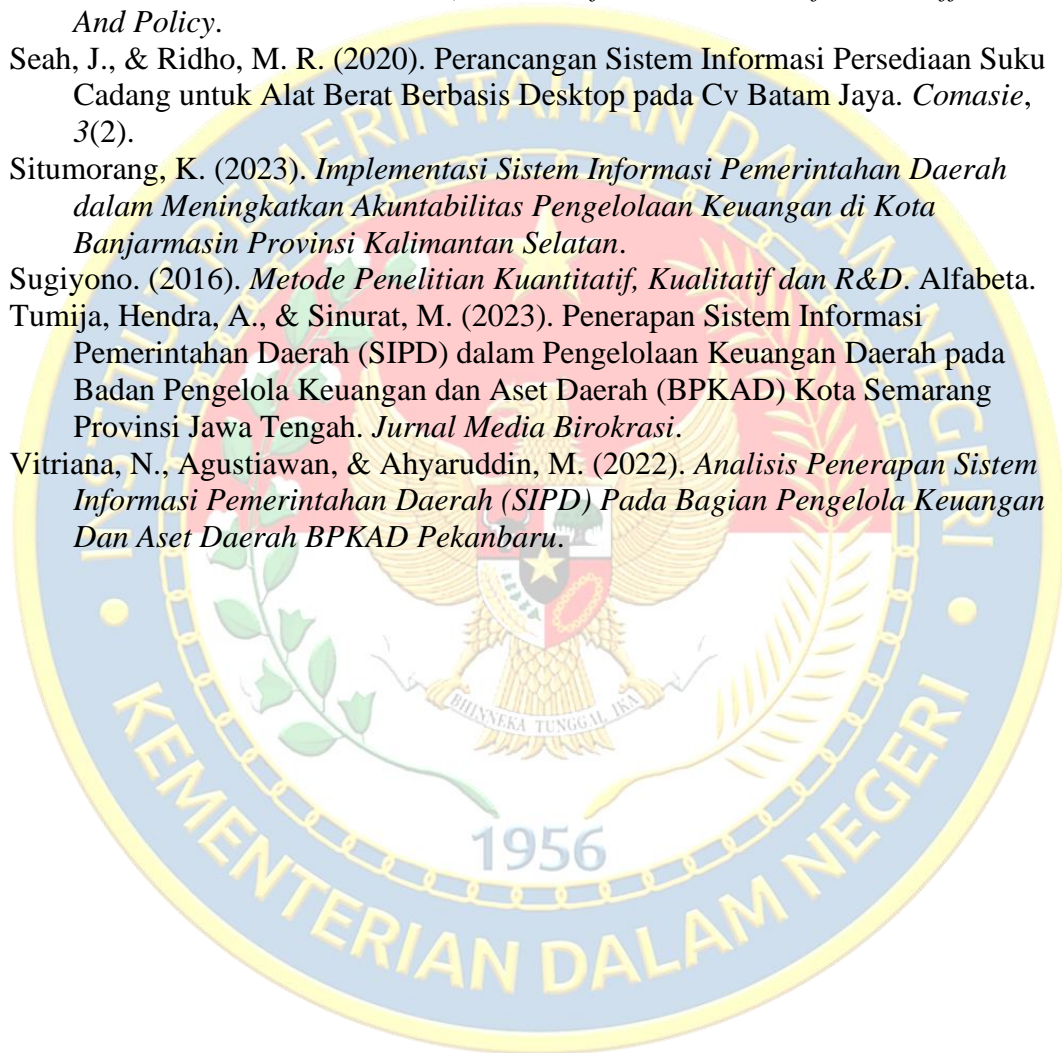 And Policy.
Seah, J., & Ridho, M. R. (2020). Perancangan Sistem Informasi Persediaan Suku
Cadang untuk Alat Berat Berbasis Desktop pada Cv Batam Jaya. Comasie,
3(2).
Situmorang, K. (2023). Implementasi Sistem Informasi Pemerintahan Daerah
dalam Meningkatkan Akuntabilitas Pengelolaan Keuangan di Kota
Banjarmasin Provinsi Kalimantan Selatan.
Sugiyono. (2016). Metode Penelitian Kuantitatif, Kualitatif dan R&D. Alfabeta.
Tumija, Hendra, A., & Sinurat, M. (2023). Penerapan Sistem Informasi
Pemerintahan Daerah (SIPD) dalam Pengelolaan Keuangan Daerah pada
Badan Pengelola Keuangan dan Aset Daerah (BPKAD) Kota Semarang
Provinsi Jawa Tengah. Jurnal Media Birokrasi.
Vitriana, N., Agustiawan, & Ahyaruddin, M. (2022). Analisis Penerapan Sistem
Informasi Pemerintahan Daerah (SIPD) Pada Bagian Pengelola Keuangan
Dan Aset Daerah BPKAD Pekanbaru.
INSTITUT PEMERINTAHAN DALAM NEGERI
BHINNEKA TUNGGAL IKA
1956
KEMENTERIAN DALAM NEGERI